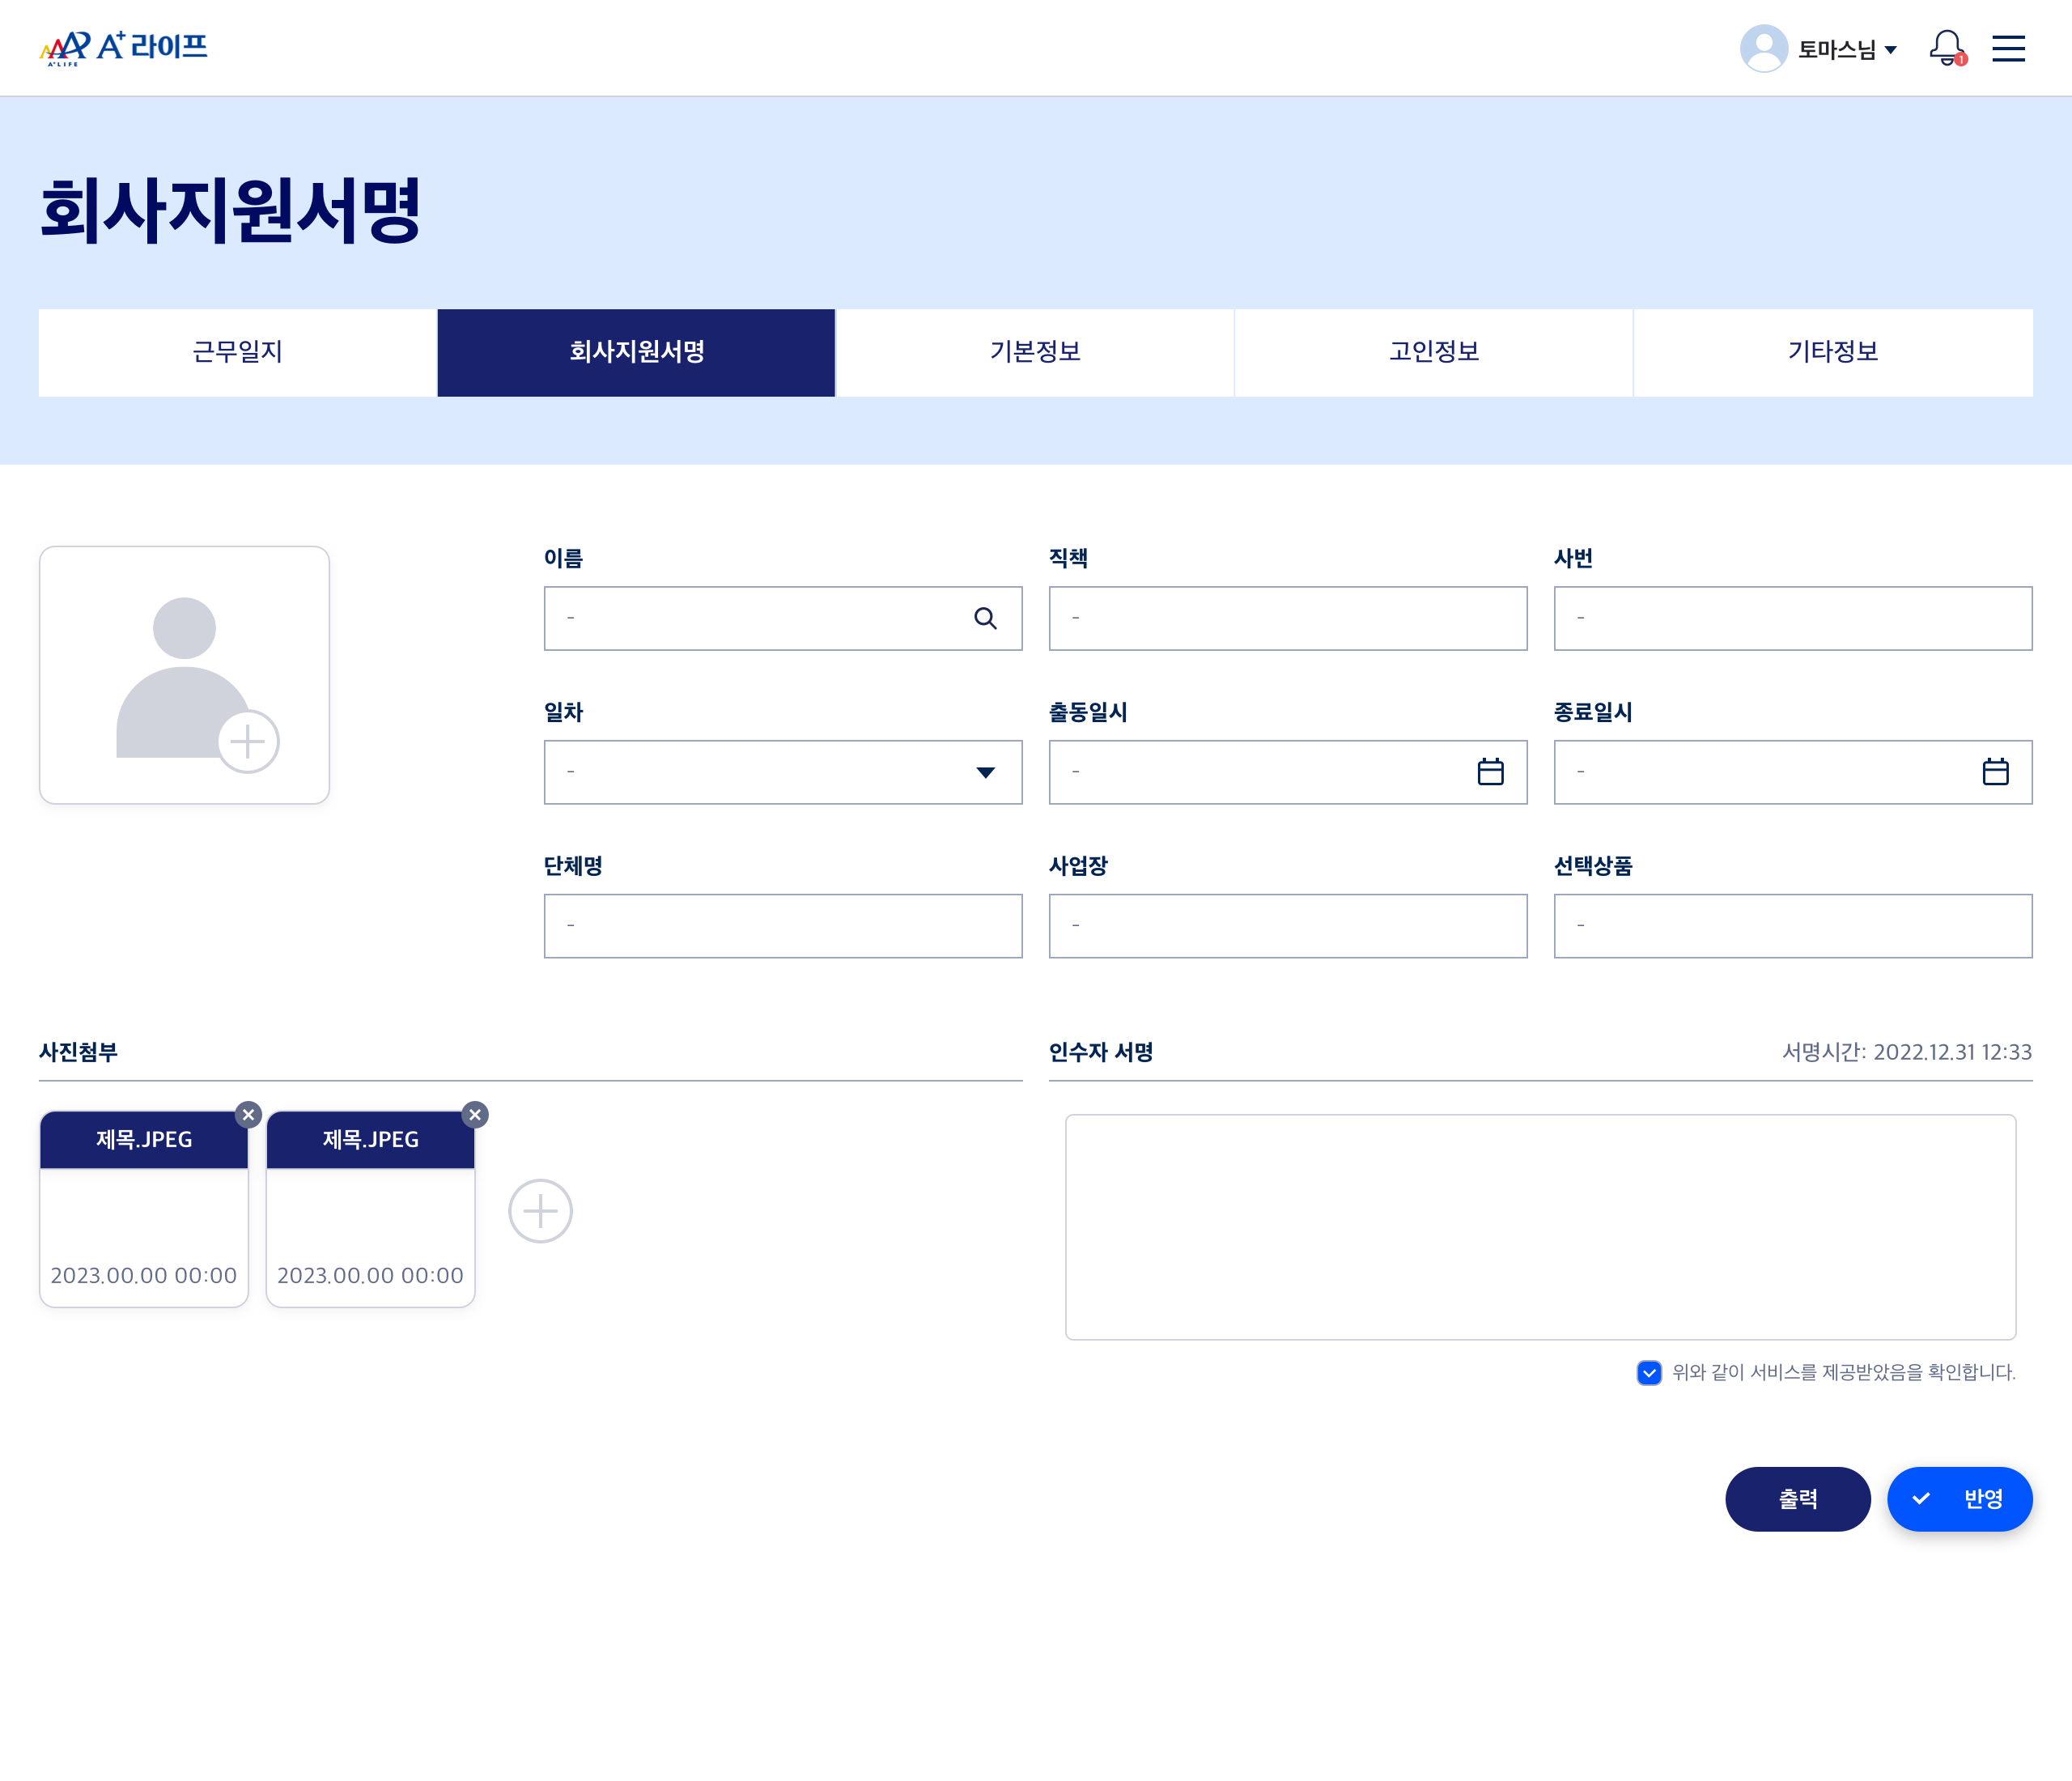 A+LIFE A+라이프
토마스님
1
회사지원서명
근무일지 회사지원서명 기본정보 고인정보 기타정보
이름 직책 사번
- - -
일차 출동일시 종료일시
- - -
단체명 사업장 선택상품
- - -
사진첨부
제목.JPEG 제목.JPEG
2023.00.00 00:00 2023.00.00 00:00
인수자 서명 서명시간: 2022.12.31 12:33
위와 같이 서비스를 제공받았음을 확인합니다.
출력 반영